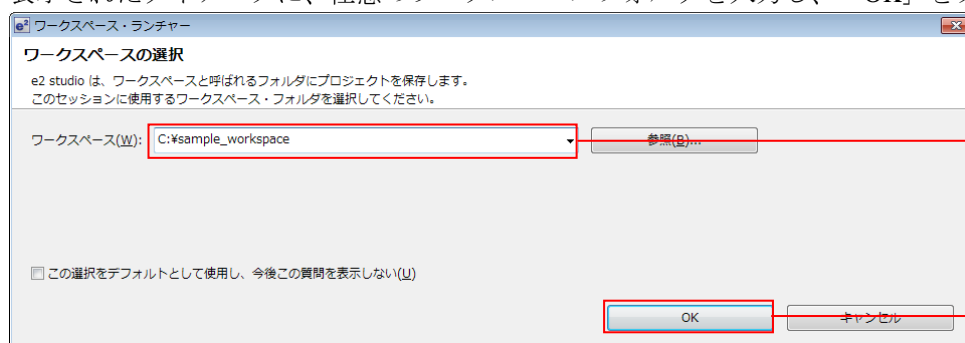 ワークスペース・ランチャー
ワークスペースの選択
e2 studio は、ワークスペースと呼ばれるフォルダにプロジェクトを保存します。
このセッションに使用するワークスペース・フォルダを選択してください。
ワークスペース(W): C:¥sample_workspace 参照(B)...
この選択をデフォルトとして使用し、今後この質問を表示しない(U)
OK キャンセル